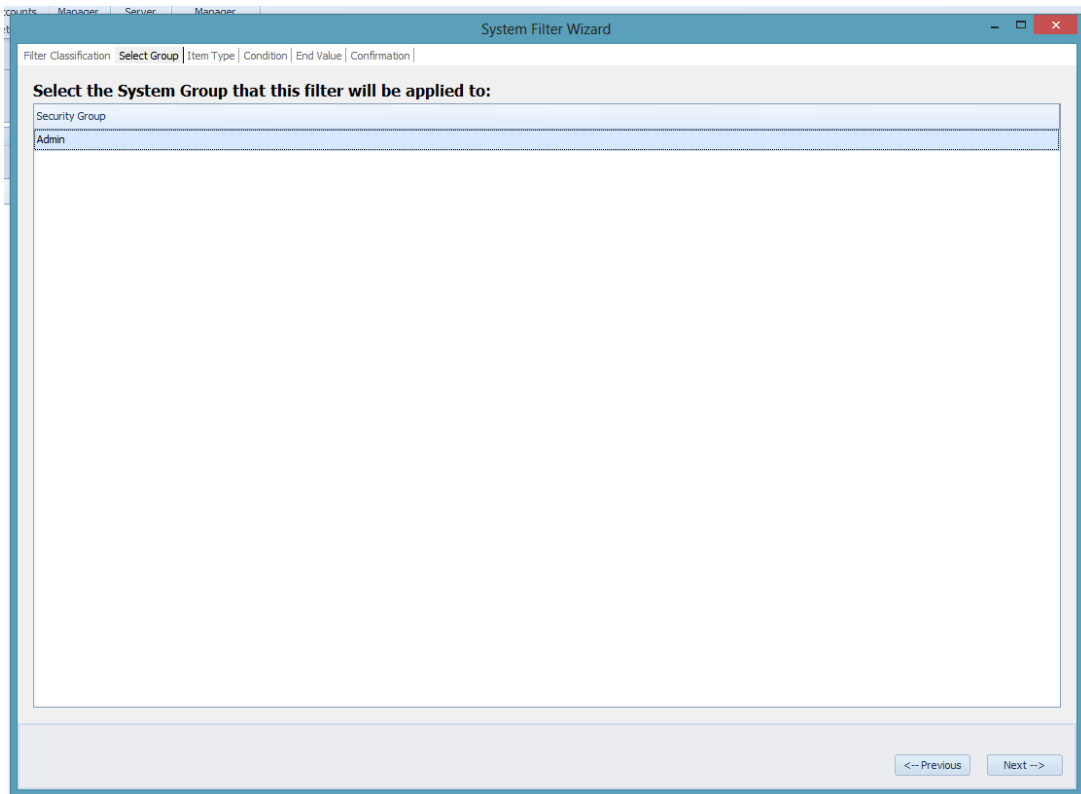 Manager Server Manager
System Filter Wizard
Filter Classification Select Group Item Type Condition End Value Confirmation
Select the System Group that this filter will be applied to:
Security Group
Admin
<-- Previous Next -->